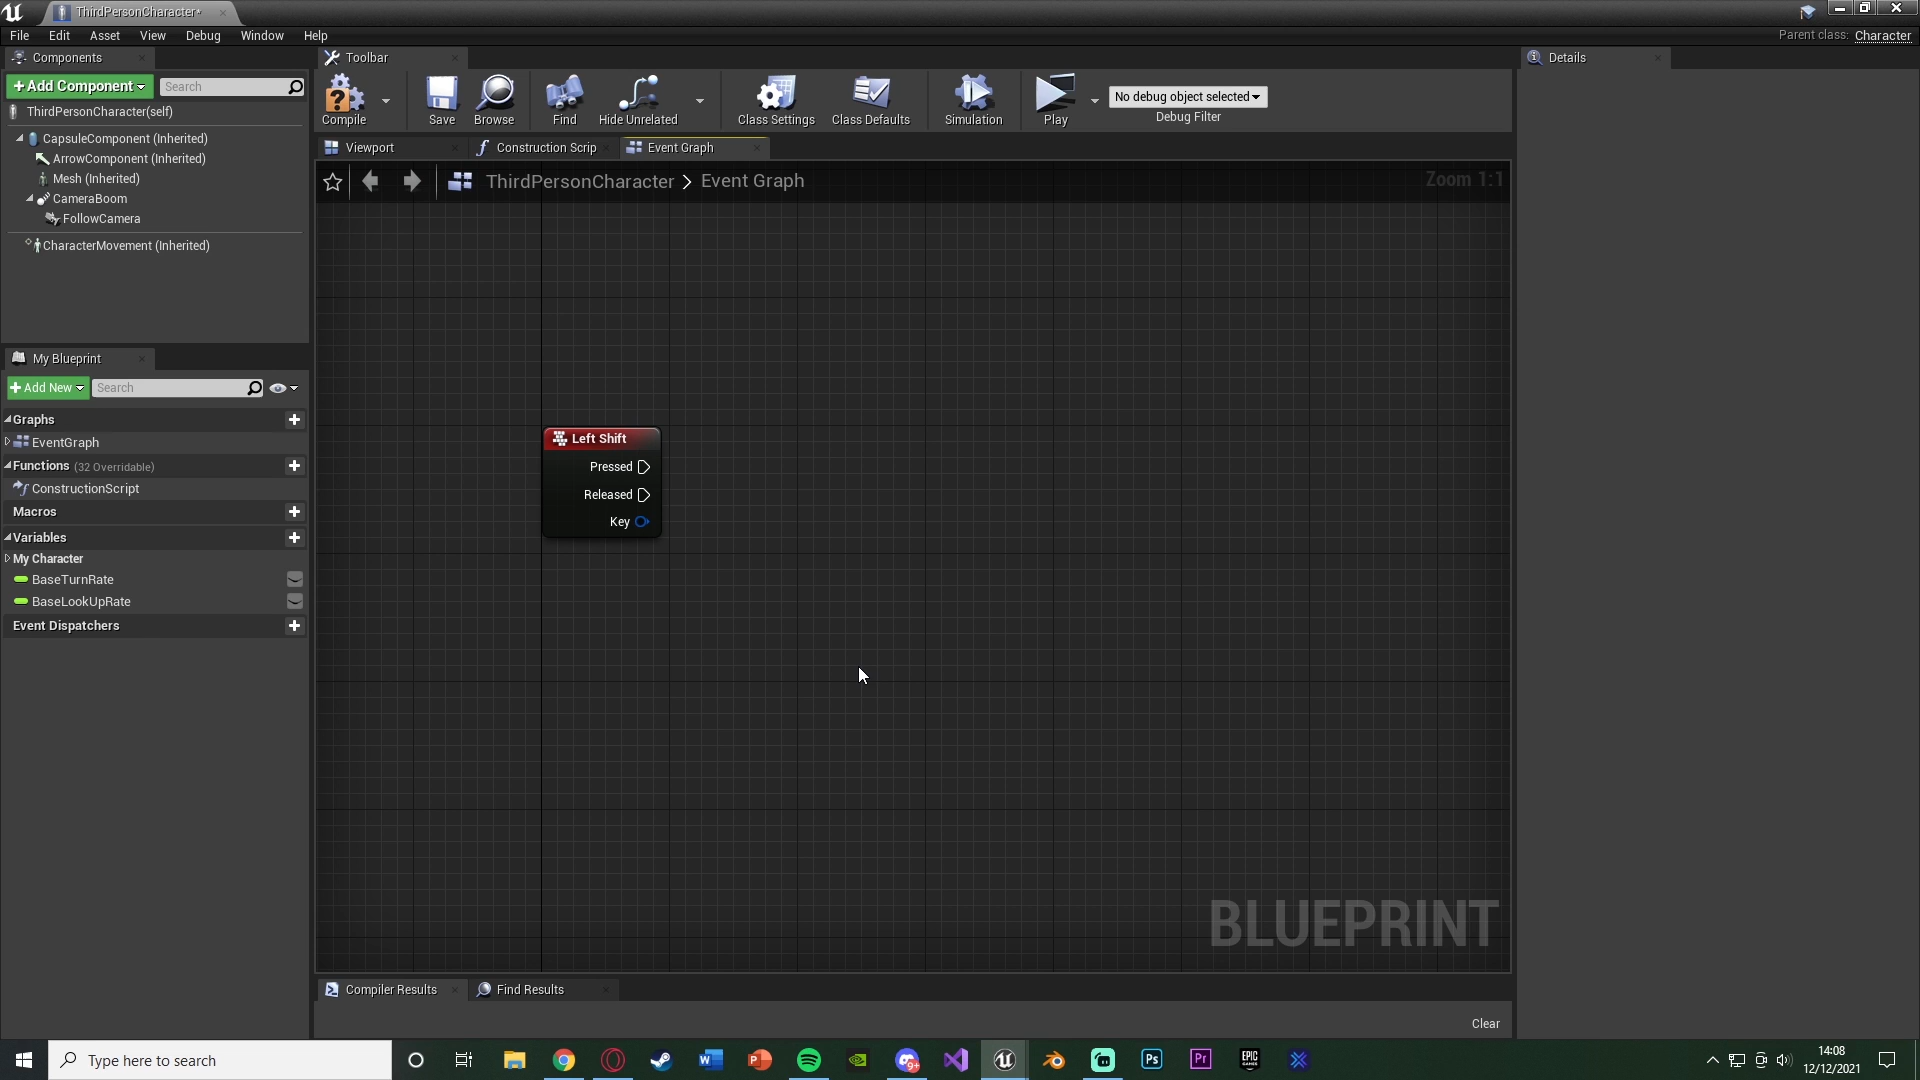 ThirdPersonCharacter*
File Edit Asset View Debug Window Help
Parent class: Character
Components
Toolbar
Details
+Add Component
Search
ThirdPersonCharacter(self)
CapsuleComponent (Inherited)
ArrowComponent (Inherited)
Mesh (Inherited)
CameraBoom
FollowCamera
CharacterMovement (Inherited)
Compile
Save
Browse
Find
Hide Unrelated
Class Settings
Class Defaults
Simulation
Play
No debug object selected
Debug Filter
Viewport
Construction Scrip
Event Graph
ThirdPersonCharacter > Event Graph
Zoom 1:1
My Blueprint
+Add New
Search
Graphs
EventGraph
Functions (32 Overridable)
ConstructionScript
Macros
Variables
My Character
BaseTurnRate
BaseLookUpRate
Event Dispatchers
Left Shift
Pressed
Released
Key
BLUEPRINT
Compiler Results
Find Results
Clear
Type here to search
W
P
9+
Ps
Pr
EPIC GAMES
14:08
12/12/2021